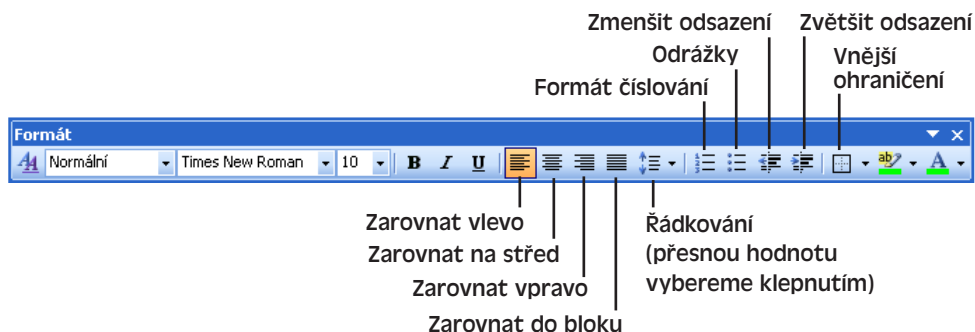 Zmenšit odsazení Zvětšit odsazení
Odrážky Vnější
ohraničení
Formát číslování
Formát
Normální Times New Roman 10 B I U ab A
Zarovnat vlevo Řádkování
Zarovnat na střed (přesnou hodnotu
Zarovnat vpravo vybereme klepnutím)
Zarovnat do bloku